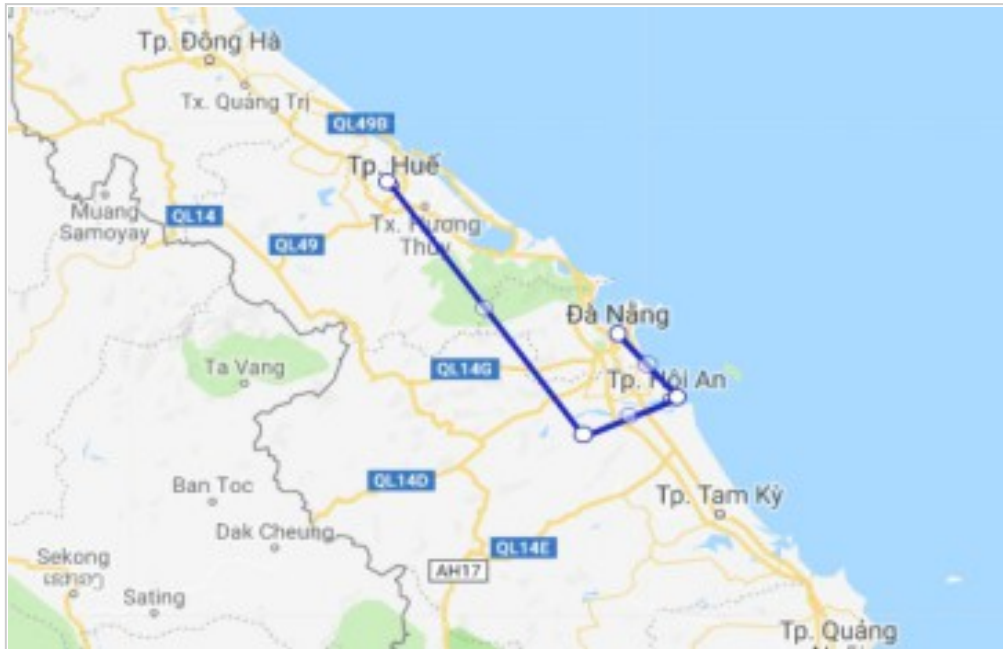 Tp. Đông Hà
Tx. Quảng Trị
QL49B
Tp. Huế
Muang
Samoyay
QL14
Tx. Hương
Thủy
QL49
Đà Nẵng
Ta Vang
QL14G
Tp. Hội An
QL14D
Ban Toc
Tp. Tam Kỳ
Dak Cheung
QL14E
Sekong
AH17
Sating
Tp. Quảng